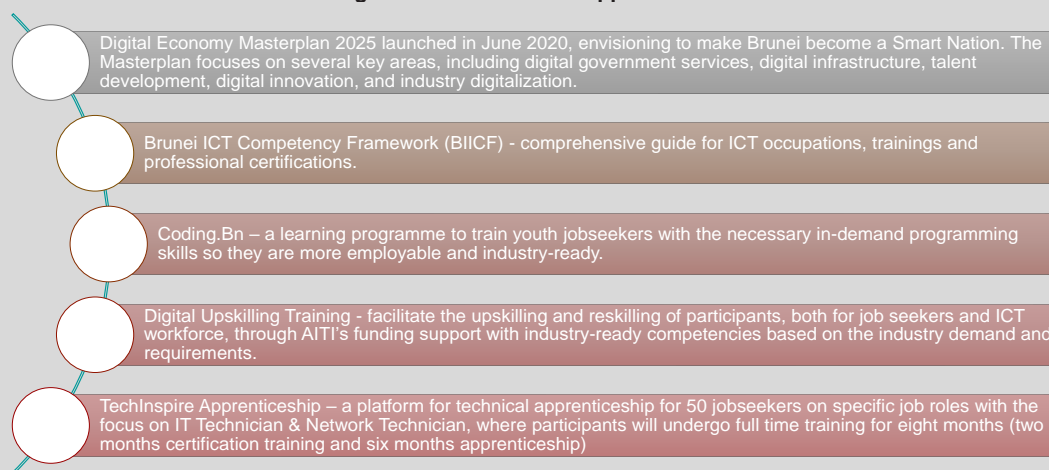 Digital Economy Masterplan 2025 launched in June 2020, envisioning to make Brunei become a Smart Nation. The
Masterplan focuses on several key areas, including digital government services, digital infrastructure, talent
development, digital innovation, and industry digitalization.
Brunei ICT Competency Framework (BIICF) - comprehensive guide for ICT occupations, trainings and
professional certifications.
Coding.Bn – a learning programme to train youth jobseekers with the necessary in-demand programming
skills so they are more employable and industry-ready.
Digital Upskilling Training - facilitate the upskilling and reskilling of participants, both for job seekers and ICT
workforce, through AITI's funding support with industry-ready competencies based on the industry demand and
requirements.
TechInspire Apprenticeship – a platform for technical apprenticeship for 50 jobseekers on specific job roles with the
focus on IT Technician & Network Technician, where participants will undergo full time training for eight months (two
months certification training and six months apprenticeship)